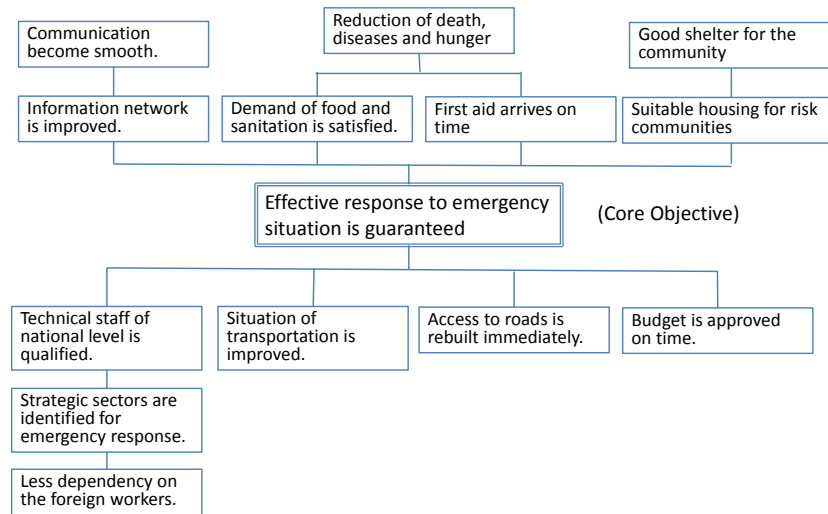 Communication
become smooth.
Reduction of death,
diseases and hunger
Good shelter for the
community
Information network
is improved.
Demand of food and
sanitation is satisfied.
First aid arrives on
time
Suitable housing for risk
communities
Effective response to emergency
situation is guaranteed
(Core Objective)
Technical staff of
national level is
qualified.
Situation of
transportation is
improved.
Access to roads is
rebuilt immediately.
Budget is approved
on time.
Strategic sectors are
identified for
emergency response.
Less dependency on
the foreign workers.